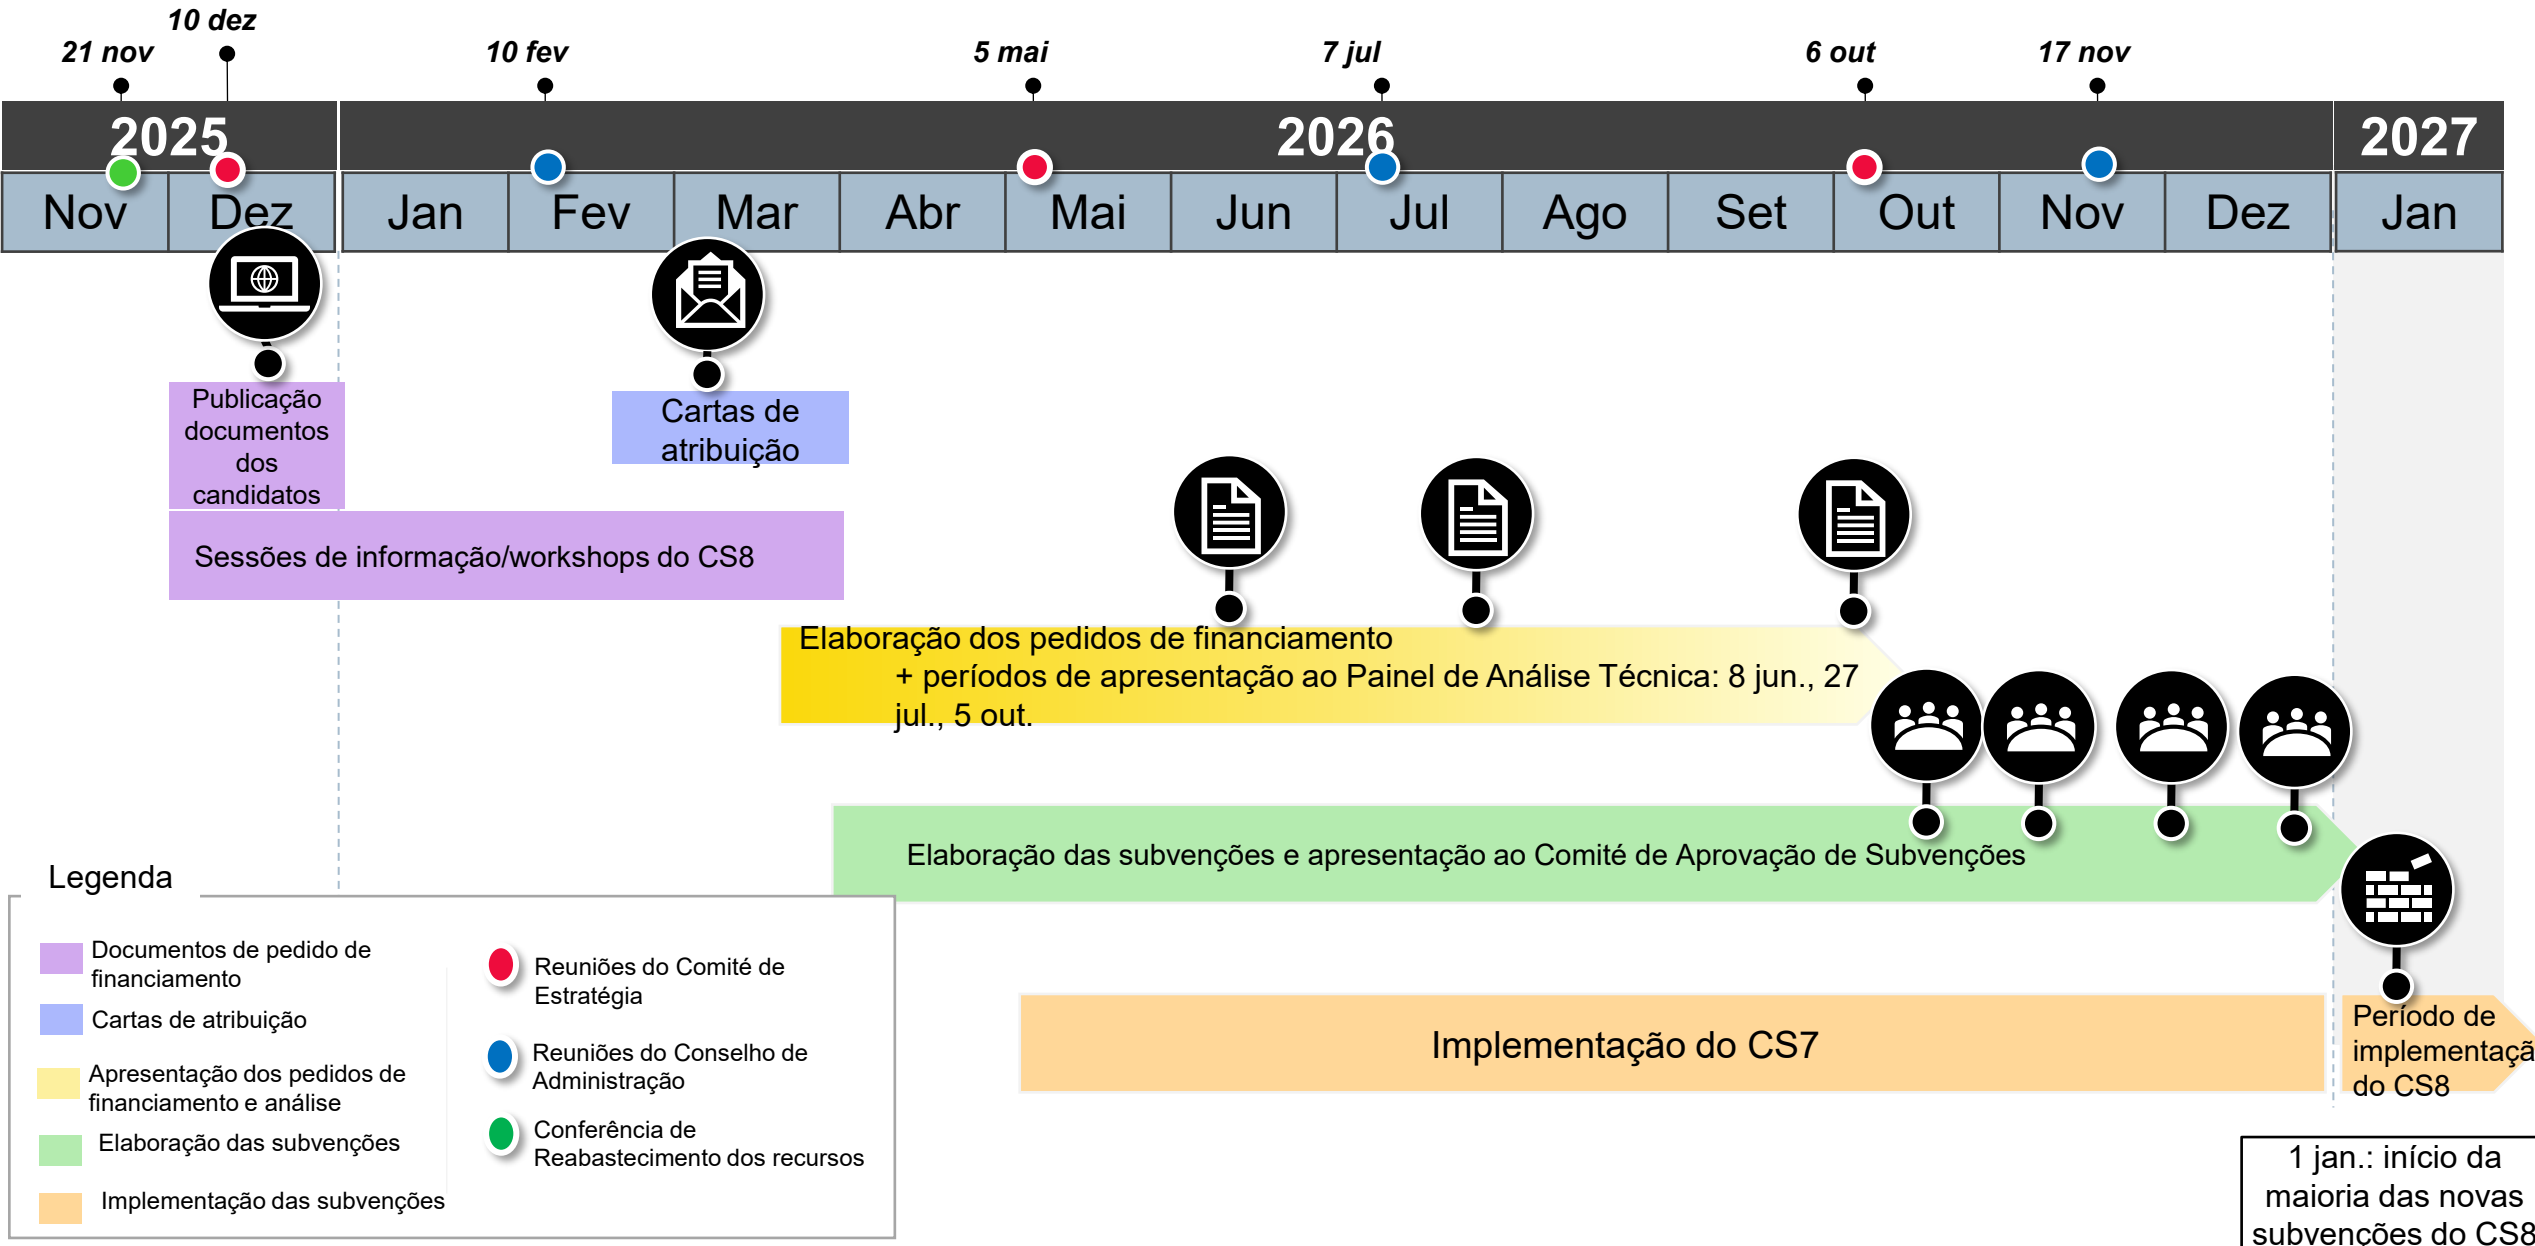 10 dez
21 nov
10 fev
5 mai
7 jul
6 out
17 nov
2025
2026
2027
Nov
Dez
Jan
Fev
Mar
Abr
Mai
Jun
Jul
Ago
Set
Out
Nov
Dez
Jan
Publicação
documentos
dos
candidatos
Cartas de
atribuição
Sessões de informação/workshops do CS8
Elaboração dos pedidos de financiamento
+ períodos de apresentação ao Painel de Análise Técnica: 8 jun., 27
jul., 5 out.
Elaboração das subvenções e apresentação ao Comité de Aprovação de Subvenções
Implementação do CS7
Período de
implementaçã
do CS8
1 jan.: início da
maioria das novas
subvenções do CS8
Legenda
Documentos de pedido de
financiamento
Cartas de atribuição
Apresentação dos pedidos de
financiamento e análise
Elaboração das subvenções
Implementação das subvenções
Reuniões do Comité de
Estratégia
Reuniões do Conselho de
Administração
Conferência de
Reabastecimento dos recursos